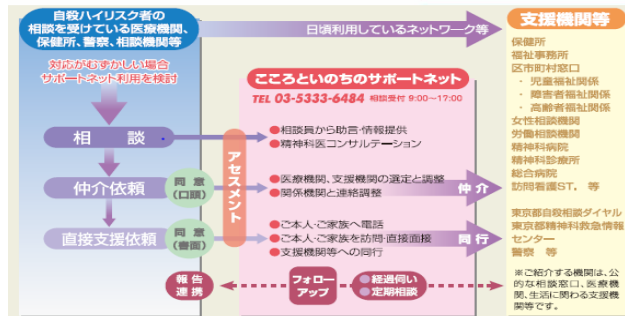 自殺ハイリスク者の
相談を受けている医療機関、
保健所、警察、相談機関等
日頃利用しているネットワーク等
支援機関等
対応がむずかしい場合
サポートネット利用を検討
こころといのちのサポートネット
TEL 03-5333-6484 相談受付 9:00〜17:00
相談
アセスメント
●相談員から助言・情報提供
●精神科医コンサルテーション
仲介依頼
同意
(口頭)
●医療機関、支援機関の選定と調整
●関係機関と連絡調整
仲介
直接支援依頼
同意
(書面)
●ご本人・ご家族へ電話
●ご本人・ご家族を訪問・直接面接
●支援機関等への同行
同行
報告
連携
フォロー
アップ
●経過伺い
●定期相談
保健所
福祉事務所
区市町村窓口
・児童福祉関係
・障害者福祉関係
・高齢者福祉関係
女性相談機関
労働相談機関
精神科病院
精神科診療所
総合病院
訪問看護ST. 等
東京都自殺相談ダイヤル
東京都精神科救急情報
センター
警察 等
※ご紹介する機関は、公
的な相談窓口、医療機
関、生活に関わる支援機
関等です。